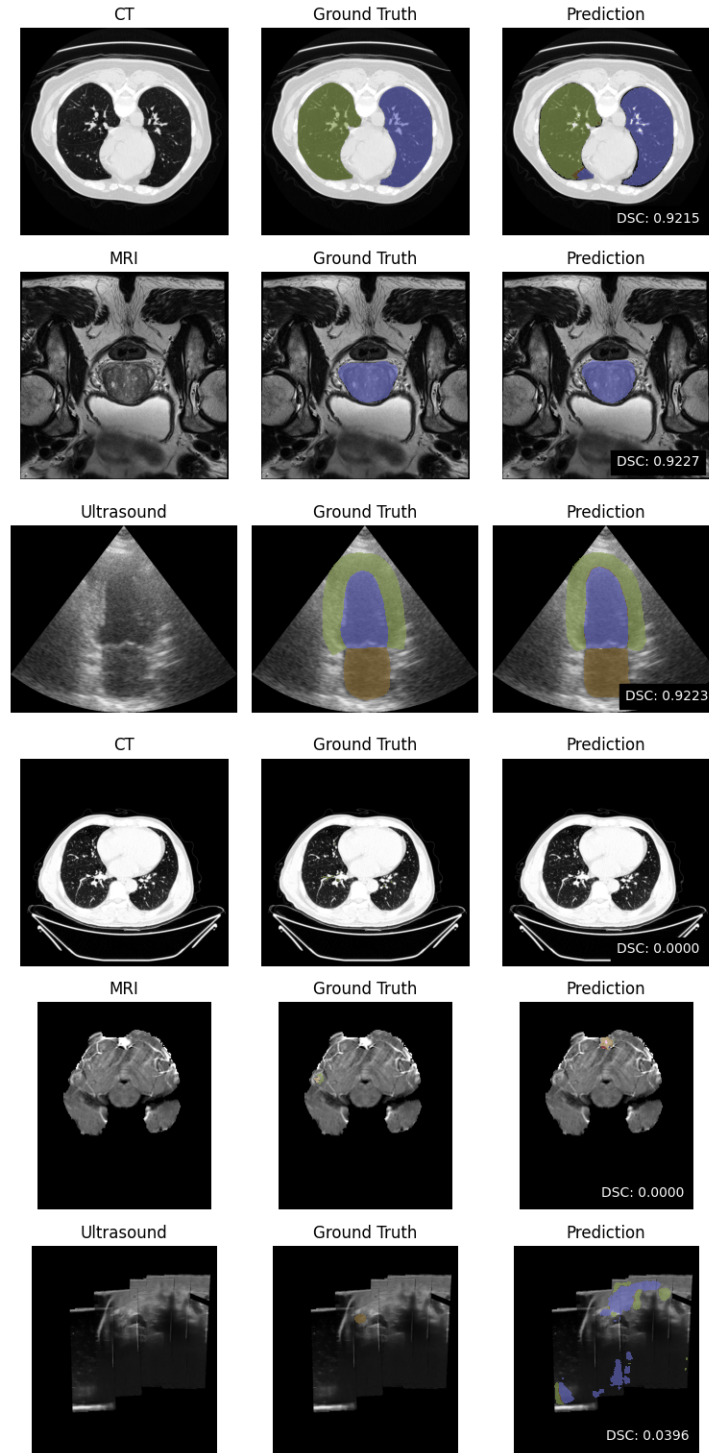 CT Ground Truth Prediction
DSC: 0.9215
MRI Ground Truth Prediction
DSC: 0.9227
Ultrasound Ground Truth Prediction
DSC: 0.9223
CT Ground Truth Prediction
DSC: 0.0000
MRI Ground Truth Prediction
DSC: 0.0000
Ultrasound Ground Truth Prediction
DSC: 0.0396